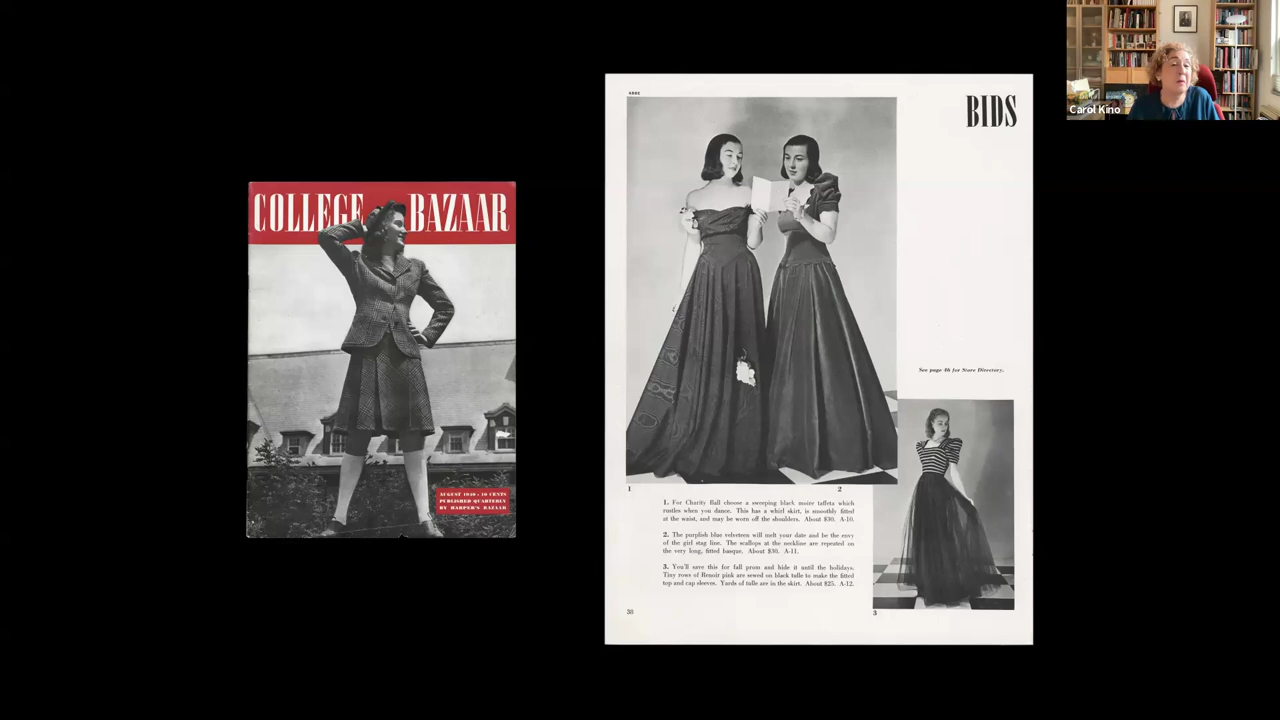 COLLEGE BAZAAR
AUGUST 1940 • 10 CENTS
PUBLISHED QUARTERLY
BY HARPER'S BAZAAR
BIDS
See page 46 for Store Directory.
1
2
1. For Charity Ball choose a sweeping black moire taffeta which
rustles when you dance. This has a whirl skirt, is smoothly fitted
at the waist, and may be worn off the shoulders. About $30. A-10.
2. The purplish blue velveteen will melt your date and be the envy
of the girl stag line. The scallops at the neckline are repeated on
the very long, fitted basque. About $30. A-11.
3. You'll save this for fall prom and hide it until the holidays.
Tiny rows of Renoir pink are sewed on black tulle to make the fitted
top and cap sleeves. Yards of tulle are in the skirt. About $25. A-12.
38
3
Carol Kino